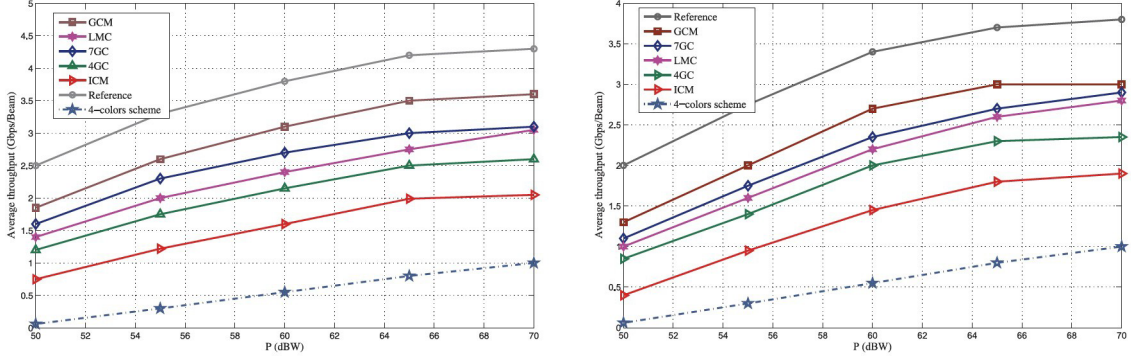 5
4.5
4
3.5
3
2.5
2
1.5
1
0.5
0
Average throughput (Gbps/Beam)
GCM
LMC
7GC
4GC
ICM
Reference
4−colors scheme
50 52 54 56 58 60 62 64 66 68 70
P (dBW)
4
3.5
3
2.5
2
1.5
1
0.5
0
Average throughput (Gbps/Beam)
Reference
GCM
7GC
LMC
4GC
ICM
4−colors scheme
50 52 54 56 58 60 62 64 66 68 70
P (dBW)